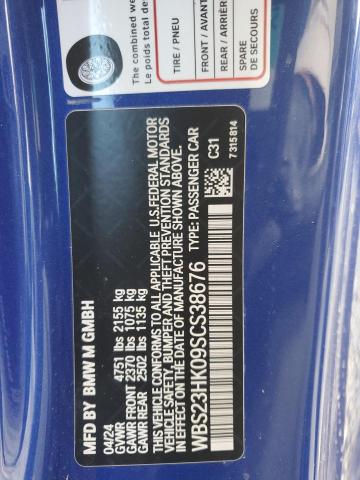 The combined we
Le poids total de
TIRE / PNEU
FRONT / AVANT
REAR / ARRIÈR
SPARE
DE SECOURS
MFD BY BMW M GMBH
04/24
GVWR 4751 lbs 2155 kg
GAWR FRONT 2370 lbs 1075 kg
GAWR REAR 2502 lbs 1135 kg
THIS VEHICLE CONFORMS TO ALL APPLICABLE U.S. FEDERAL MOTOR
VEHICLE SAFETY, BUMPER AND THEFT PREVENTION STANDARDS
IN EFFECT ON THE DATE OF MANUFACTURE SHOWN ABOVE.
WBS23HK09SCS38676 TYPE: PASSENGER CAR
C31
7315814